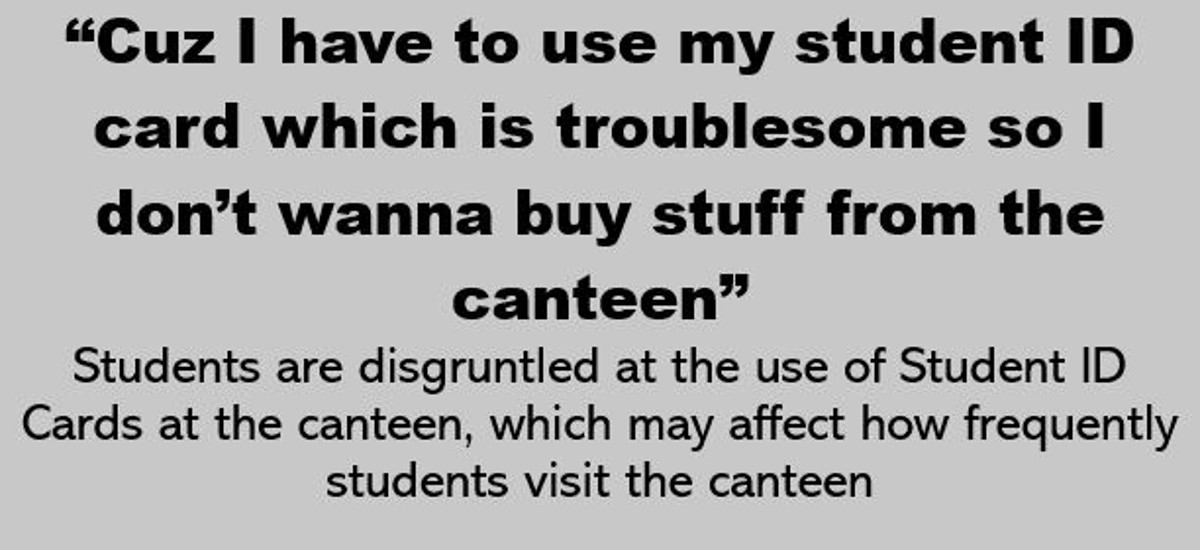 “Cuz I have to use my student ID
card which is troublesome so I
don’t wanna buy stuff from the
canteen”
Students are disgruntled at the use of Student ID
Cards at the canteen, which may affect how frequently
students visit the canteen